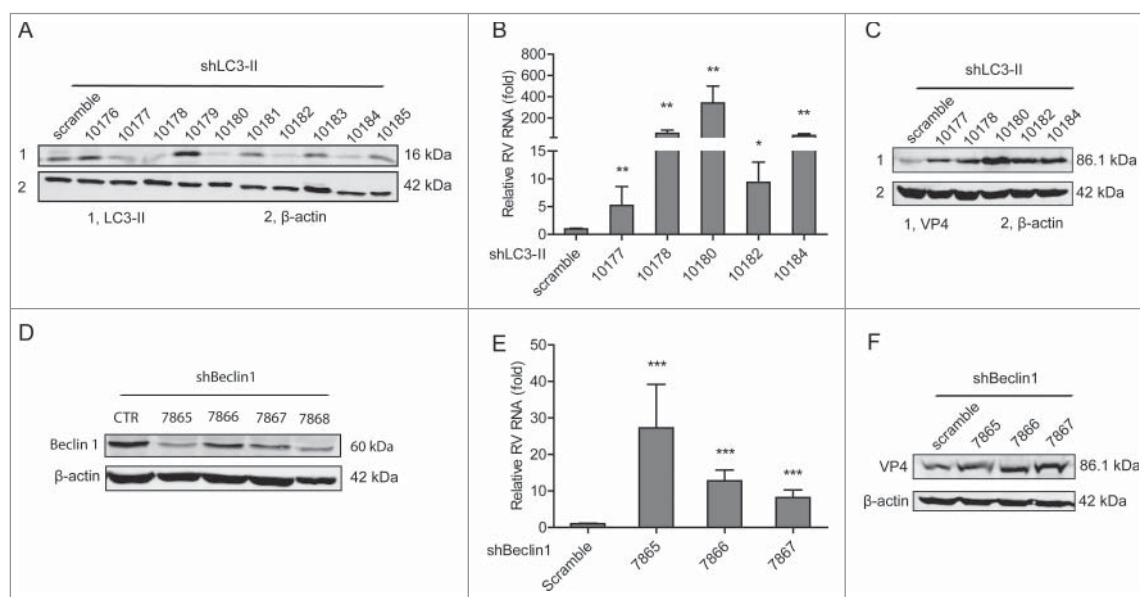 A
shLC3-II
scramble 10176 10177 10178 10179 10180 10181 10182 10183 10184 10185
1 16 kDa
2 42 kDa
1, LC3-II 2, β-actin
B
Relative RV RNA (fold)
800
600
400
200
15
10
5
0
** ** ** * **
shLC3-II
scramble 10177 10178 10180 10182 10184
C
shLC3-II
scramble 10177 10178 10180 10182 10184
1 86.1 kDa
2 42 kDa
1, VP4 2, β-actin
D
shBeclin1
CTR 7865 7866 7867 7868
Beclin 1 60 kDa
β-actin 42 kDa
E
Relative RV RNA (fold)
50
40
30
20
10
0
*** *** ***
shBeclin1
Scramble 7865 7866 7867
F
shBeclin1
scramble 7865 7866 7867
VP4 86.1 kDa
β-actin 42 kDa